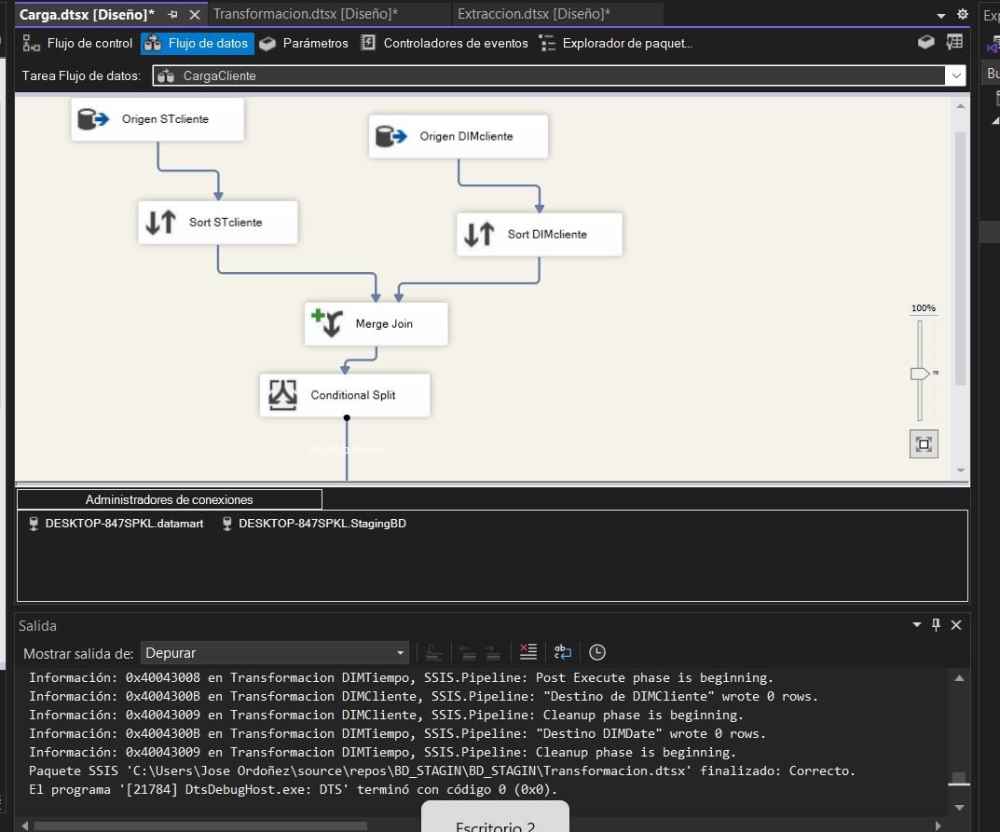 Carga.dtsx [Diseño]* Transformacion.dtsx [Diseño]* Extraccion.dtsx [Diseño]*
Exp
Flujo de control Flujo de datos Parámetros Controladores de eventos Explorador de paquet...
Tarea Flujo de datos: CargaCliente
Bu
Origen STcliente
Origen DIMcliente
Sort STcliente
Sort DIMcliente
100%
Merge Join
Conditional Split
Registro Nuevo
Administradores de conexiones
DESKTOP-847SPKL.datamart DESKTOP-847SPKL.StagingBD
Salida
Mostrar salida de: Depurar
Información: 0x40043008 en Transformacion DIMTiempo, SSIS.Pipeline: Post Execute phase is beginning.
Información: 0x4004300B en Transformacion DIMCliente, SSIS.Pipeline: "Destino de DIMCliente" wrote 0 rows.
Información: 0x40043009 en Transformacion DIMCliente, SSIS.Pipeline: Cleanup phase is beginning.
Información: 0x4004300B en Transformacion DIMTiempo, SSIS.Pipeline: "Destino DIMDate" wrote 0 rows.
Información: 0x40043009 en Transformacion DIMTiempo, SSIS.Pipeline: Cleanup phase is beginning.
Paquete SSIS 'C:\Users\Jose Ordoñez\source\repos\BD_STAGIN\BD_STAGIN\Transformacion.dtsx' finalizado: Correcto.
El programa '[21784] DtsDebugHost.exe: DTS' terminó con código 0 (0x0).
Escritorio 2